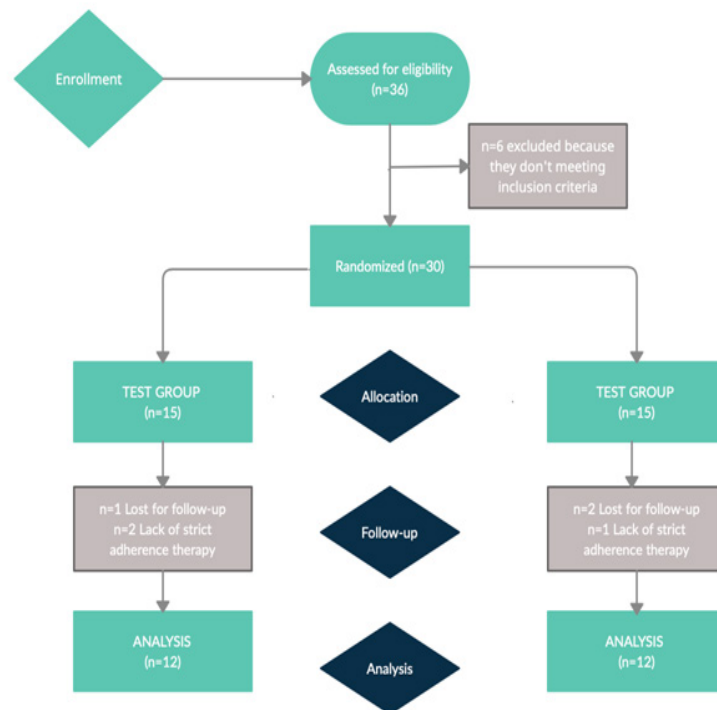 Enrollment
Assessed for eligibility
(n=36)
n=6 excluded because
they don't meeting
inclusion criteria
Randomized (n=30)
TEST GROUP
(n=15)
Allocation
TEST GROUP
(n=15)
n=1 Lost for follow-up
n=2 Lack of strict
adherence therapy
Follow-up
n=2 Lost for follow-up
n=1 Lack of strict
adherence therapy
ANALYSIS
(n=12)
Analysis
ANALYSIS
(n=12)